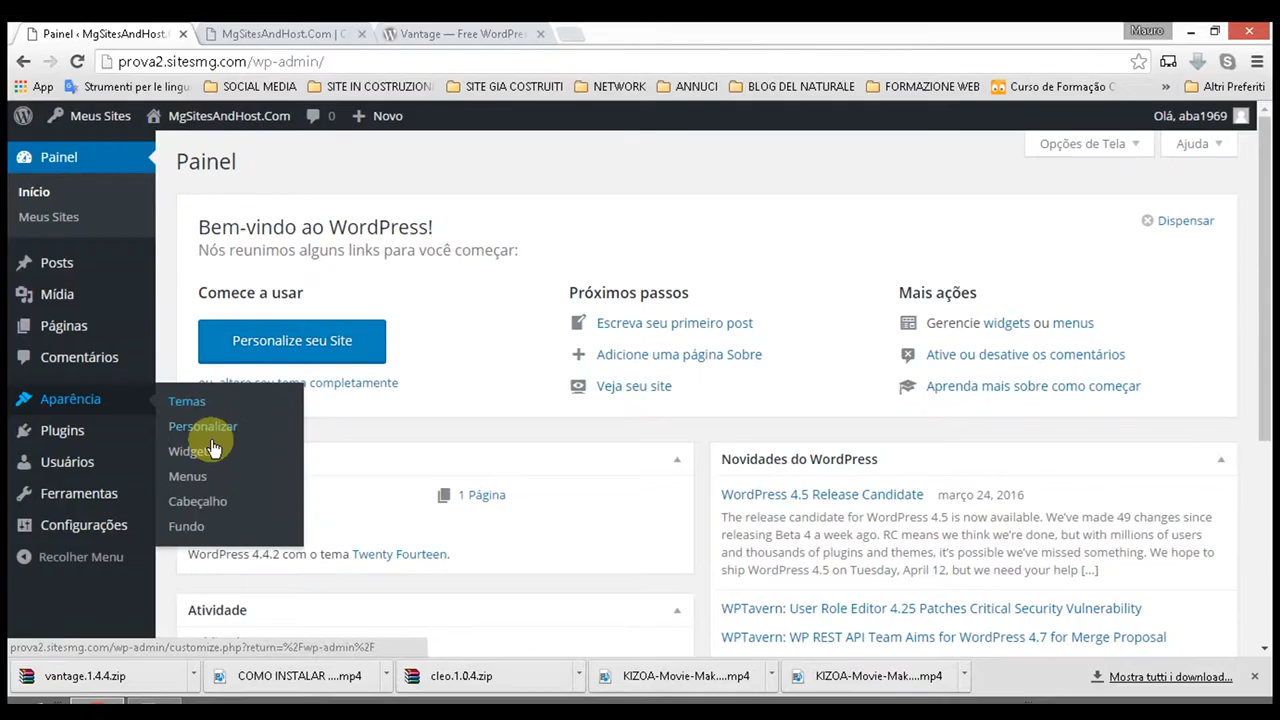 Painel ‹ MgSitesAndHost.
MgSitesAndHost.Com | C
Vantage — Free WordPr
Mauro
prova2.sitesmg.com/wp-admin/
App
Strumenti per le lingu
SOCIAL MEDIA
SITE IN COSTRUZION
SITE GIA COSTRUITI
NETWORK
ANNUCI
BLOG DEL NATURALE
FORMAZIONE WEB
Curso de Formação C
»
Altri Preferiti
Meus Sites
MgSitesAndHost.Com
0
Novo
Olá, aba1969
Painel
Início
Meus Sites
Posts
Mídia
Páginas
Comentários
Aparência
Plugins
Usuários
Ferramentas
Configurações
Recolher Menu
Temas
Personalizar
Menus
Cabeçalho
Fundo
Painel
Opções de Tela
Ajuda
Bem-vindo ao WordPress!
Nós reunimos alguns links para você começar:
Dispensar
Comece a usar
Personalize seu Site
ou altere seu tema completamente
Próximos passos
Escreva seu primeiro post
Adicione uma página Sobre
Veja seu site
Mais ações
Gerencie widgets ou menus
Ative ou desative os comentários
Aprenda mais sobre como começar
1 Página
WordPress 4.4.2 com o tema Twenty Fourteen.
Atividade
Novidades do WordPress
WordPress 4.5 Release Candidate março 24, 2016
The release candidate for WordPress 4.5 is now available. We've made 49 changes since
releasing Beta 4 a week ago. RC means we think we're done, but with millions of users
and thousands of plugins and themes, it's possible we've missed something. We hope to
ship WordPress 4.5 on Tuesday, April 12, but we need your help […]
WPTavern: User Role Editor 4.25 Patches Critical Security Vulnerability
WPTavern: WP REST API Team Aims for WordPress 4.7 for Merge Proposal
prova2.sitesmg.com/wp-admin/customize.php?return=%2Fwp-admin%2F
vantage.1.4.4.zip
COMO INSTALAR ....mp4
cleo.1.0.4.zip
KIZOA-Movie-Mak....mp4
KIZOA-Movie-Mak....mp4
Mostra tutti i download...